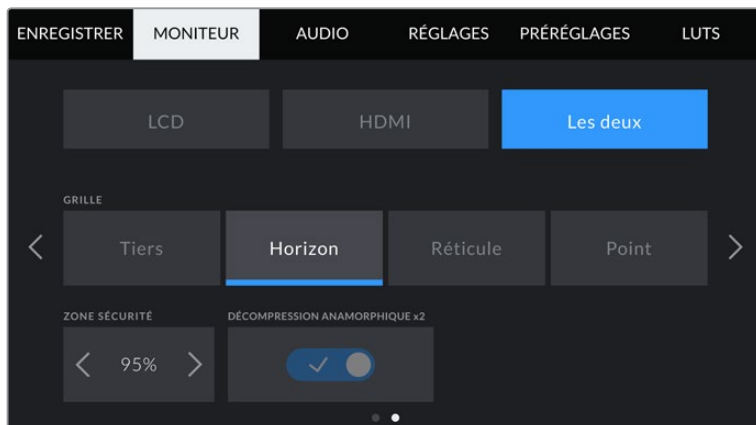 ENREGISTRER MONITEUR AUDIO RÉGLAGES PRÉRÉGLAGES LUTS
LCD HDMI Les deux
GRILLE
Tiers Horizon Réticule Point
ZONE SÉCURITÉ DÉCOMPRESSION ANAMORPHIQUE x2
95%